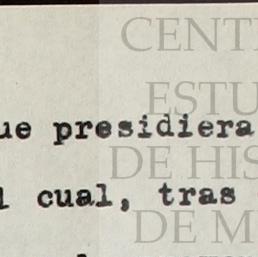 CENT
ESTU
ue presidiera
DE HIS
l cual, tras
DE M